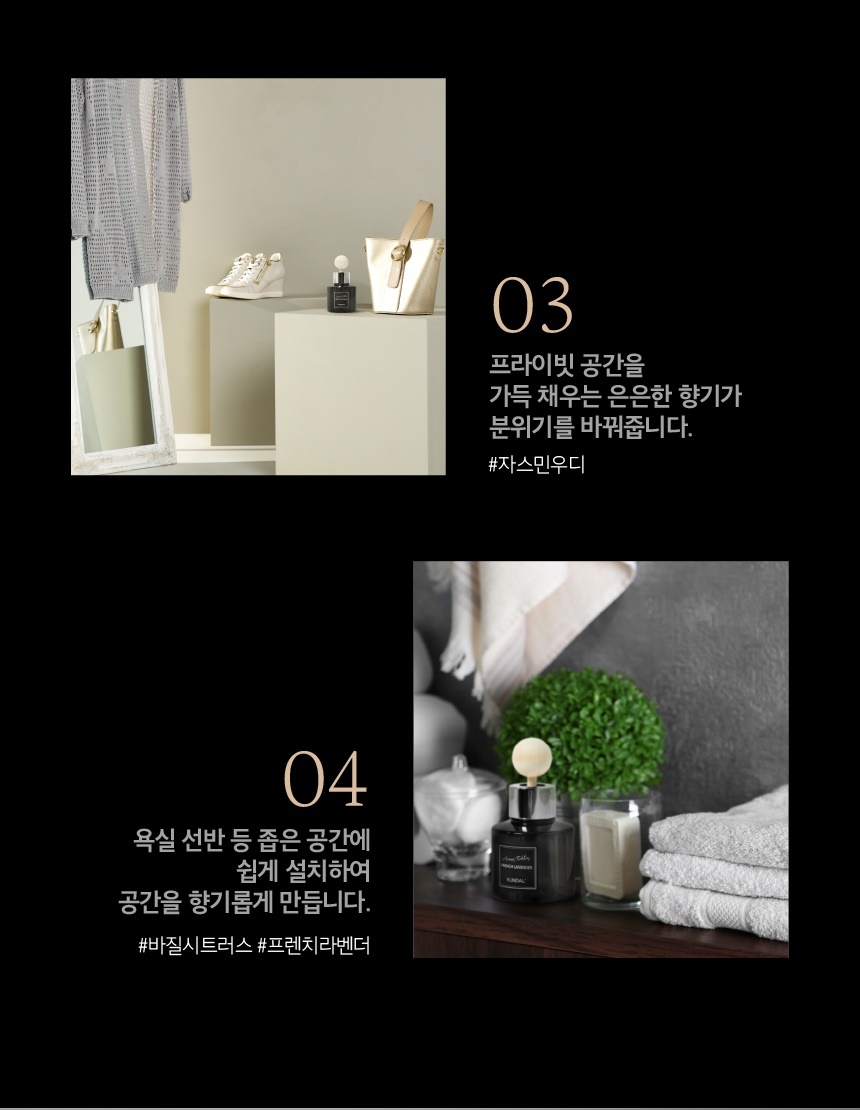 03
프라이빗 공간을
가득 채우는 은은한 향기가
분위기를 바꿔줍니다.
#자스민우디
04
욕실 선반 등 좁은 공간에
쉽게 설치하여
공간을 향기롭게 만듭니다.
#바질시트러스 #프렌치라벤더
FRENCH LAVENDER
KUNDAL